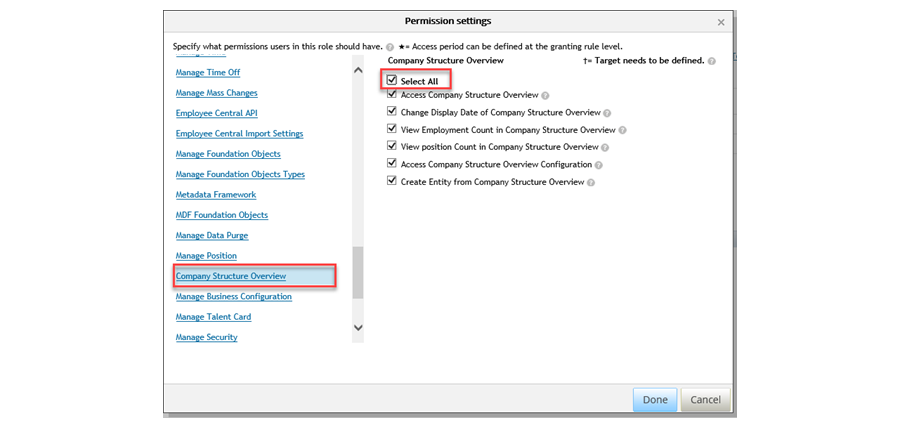 Permission settings
×
Specify what permissions users in this role should have. ? ★= Access period can be defined at the granting rule level.
Manage Time Off
Manage Mass Changes
Employee Central API
Employee Central Import Settings
Manage Foundation Objects
Manage Foundation Objects Types
Metadata Framework
MDF Foundation Objects
Manage Data Purge
Manage Position
Company Structure Overview
Manage Business Configuration
Manage Talent Card
Manage Security
Company Structure Overview †= Target needs to be defined. ?
Select All
Access Company Structure Overview ?
Change Display Date of Company Structure Overview ?
View Employment Count in Company Structure Overview ?
View position Count in Company Structure Overview ?
Access Company Structure Overview Configuration ?
Create Entity from Company Structure Overview ?
Done Cancel